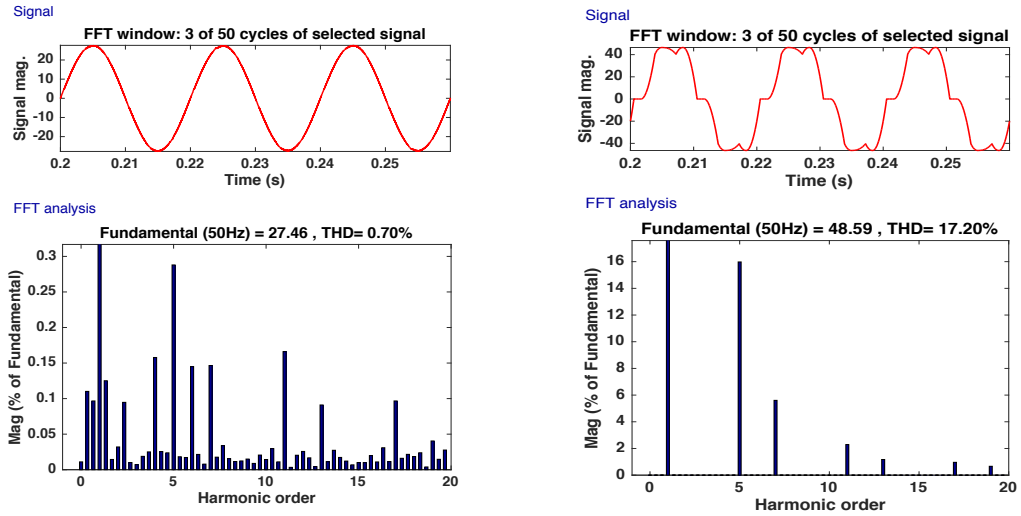 Signal
FFT window: 3 of 50 cycles of selected signal
20
10
0
-10
-20
Signal mag.
0.2 0.21 0.22 0.23 0.24 0.25
Time (s)
FFT analysis
Fundamental (50Hz) = 27.46 , THD= 0.70%
0.3
0.25
0.2
0.15
0.1
0.05
0
Mag (% of Fundamental)
0 5 10 15 20
Harmonic order
Signal
FFT window: 3 of 50 cycles of selected signal
40
20
0
-20
-40
Signal mag.
0.2 0.21 0.22 0.23 0.24 0.25
Time (s)
FFT analysis
Fundamental (50Hz) = 48.59 , THD= 17.20%
16
14
12
10
8
6
4
2
0
Mag (% of Fundamental)
0 5 10 15 20
Harmonic order